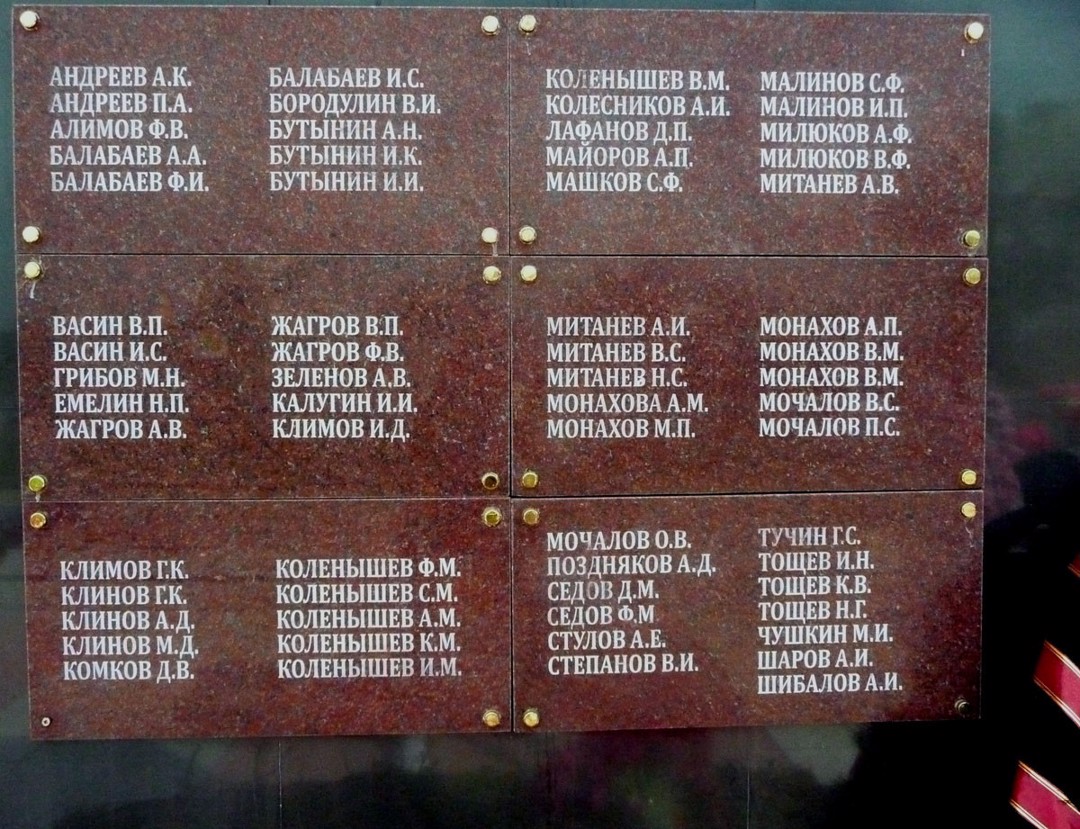 АНДРЕЕВ А.К.
АНДРЕЕВ П.А.
АЛИМОВ Ф.В.
БАЛАБАЕВ А.А.
БАЛАБАЕВ Ф.И.
БАЛАБАЕВ И.С.
БОРОДУЛИН В.И.
БУТЫНИН А.Н.
БУТЫНИН И.К.
БУТЫНИН И.И.
КОЛЕНЫШЕВ В.М.
КОЛЕСНИКОВ А.И.
ЛАФАНОВ Д.П.
МАЙОРОВ А.П.
МАШКОВ С.Ф.
МАЛИНОВ С.Ф.
МАЛИНОВ И.П.
МИЛЮКОВ А.Ф.
МИЛЮКОВ В.Ф.
МИТАНЕВ А.В.
ВАСИН В.П.
ВАСИН И.С.
ГРИБОВ М.Н.
ЕМЕЛИН Н.П.
ЖАГРОВ А.В.
ЖАГРОВ В.П.
ЖАГРОВ Ф.В.
ЗЕЛЕНОВ А.В.
КАЛУГИН И.И.
КЛИМОВ И.Д.
МИТАНЕВ А.И.
МИТАНЕВ В.С.
МИТАНЕВ Н.С.
МОНАХОВА А.М.
МОНАХОВ М.П.
МОНАХОВ А.П.
МОНАХОВ В.М.
МОНАХОВ В.М.
МОЧАЛОВ В.С.
МОЧАЛОВ П.С.
КЛИМОВ Г.К.
КЛИНОВ Г.К.
КЛИНОВ А.Д.
КЛИНОВ М.Д.
КОМКОВ Д.В.
КОЛЕНЫШЕВ Ф.М.
КОЛЕНЫШЕВ С.М.
КОЛЕНЫШЕВ А.М.
КОЛЕНЫШЕВ К.М.
КОЛЕНЫШЕВ И.М.
МОЧАЛОВ О.В.
ПОЗДНЯКОВ А.Д.
СЕДОВ Д.М.
СЕДОВ Ф.М
СТУЛОВ А.Е.
СТЕПАНОВ В.И.
ТУЧИН Г.С.
ТОЩЕВ И.Н.
ТОЩЕВ К.В.
ТОЩЕВ Н.Г.
ЧУШКИН М.И.
ШАРОВ А.И.
ШИБАЛОВ А.И.